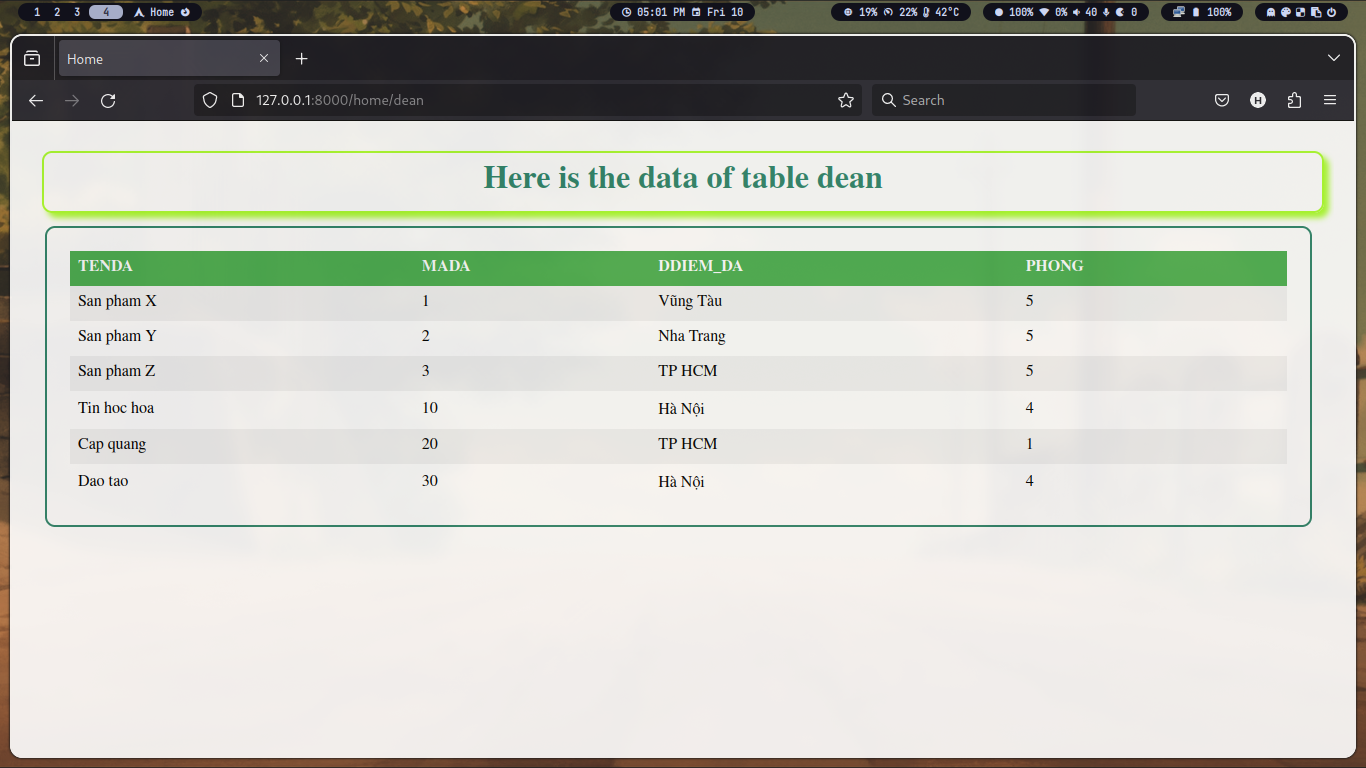 1 2 3 4 Home 05:01 PM Fri 10 19% 22% 42°C 100% 0% 40 0 100%
Home
127.0.0.1:8000/home/dean Search H
Here is the data of table dean
TENDA MADA DDIEM_DA PHONG
San pham X 1 Vũng Tàu 5
San pham Y 2 Nha Trang 5
San pham Z 3 TP HCM 5
Tin hoc hoa 10 Hà Nội 4
Cap quang 20 TP HCM 1
Dao tao 30 Hà Nội 4